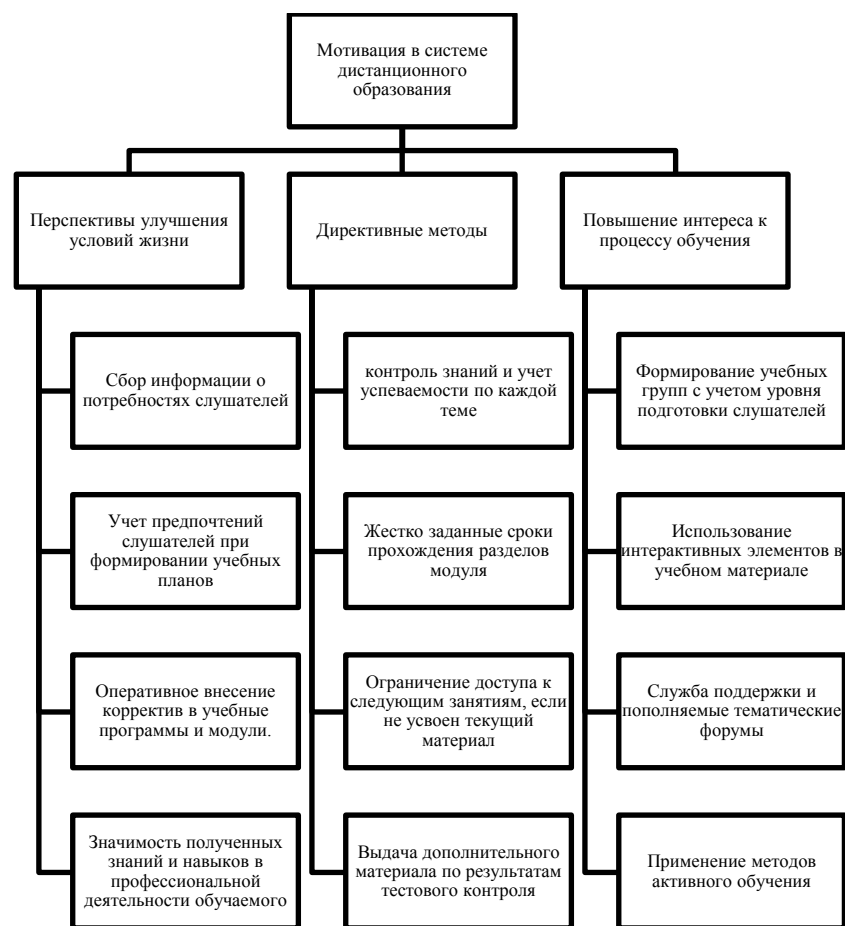 Мотивация в системе
дистанционного
образования
Перспективы улучшения
условий жизни
Сбор информации о
потребностях слушателей
Учет предпочтений
слушателей при
формировании учебных
планов
Оперативное внесение
корректив в учебные
программы и модули.
Значимость полученных
знаний и навыков в
профессиональной
деятельности обучаемого
Директивные методы
контроль знаний и учет
успеваемости по каждой
теме
Жестко заданные сроки
прохождения разделов
модуля
Ограничение доступа к
следующим занятиям, если
не усвоен текущий
материал
Выдача дополнительного
материала по результатам
тестового контроля
Повышение интереса к
процессу обучения
Формирование учебных
групп с учетом уровня
подготовки слушателей
Использование
интерактивных элементов в
учебном материале
Служба поддержки и
пополняемые тематические
форумы
Применение методов
активного обучения